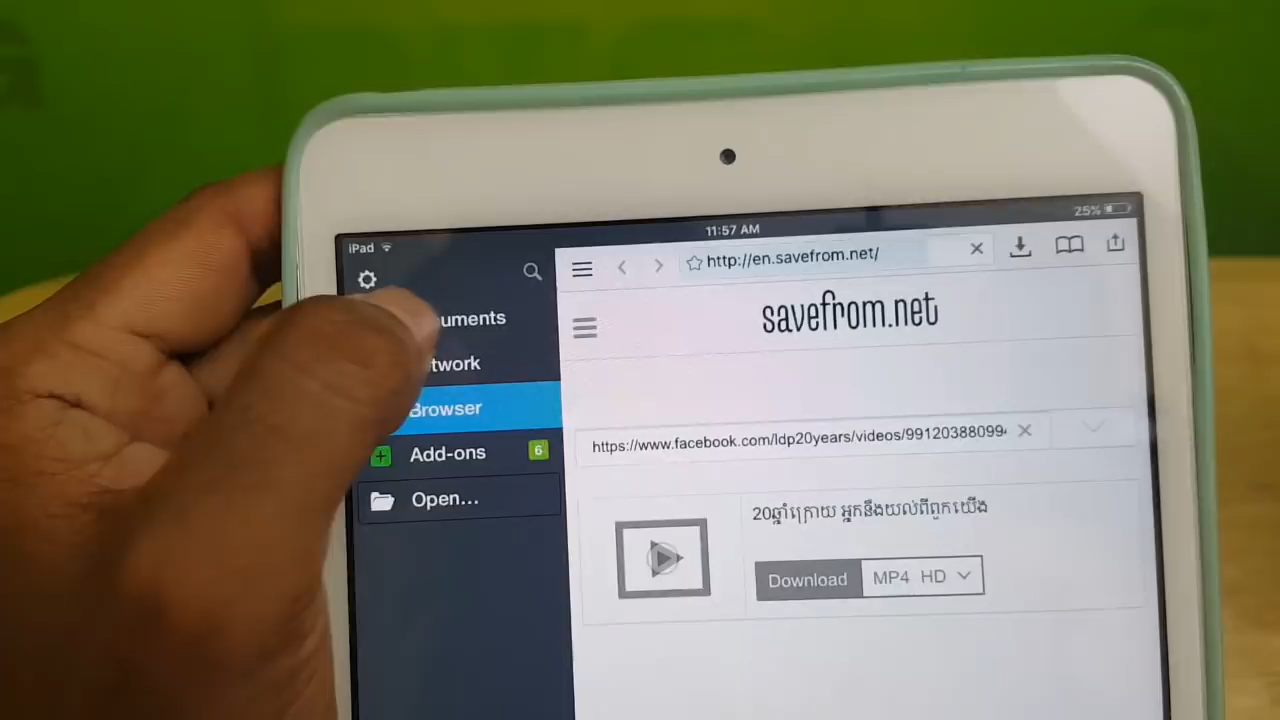 iPad
11:57 AM
25%
http://en.savefrom.net/
uments
twork
Browser
Add-ons 6
Open...
savefrom.net
https://www.facebook.com/ldp20years/videos/991203880994
20ឆ្នាំក្រោយ អ្នកនឹងយល់ពីពួកយើង
Download MP4 HD